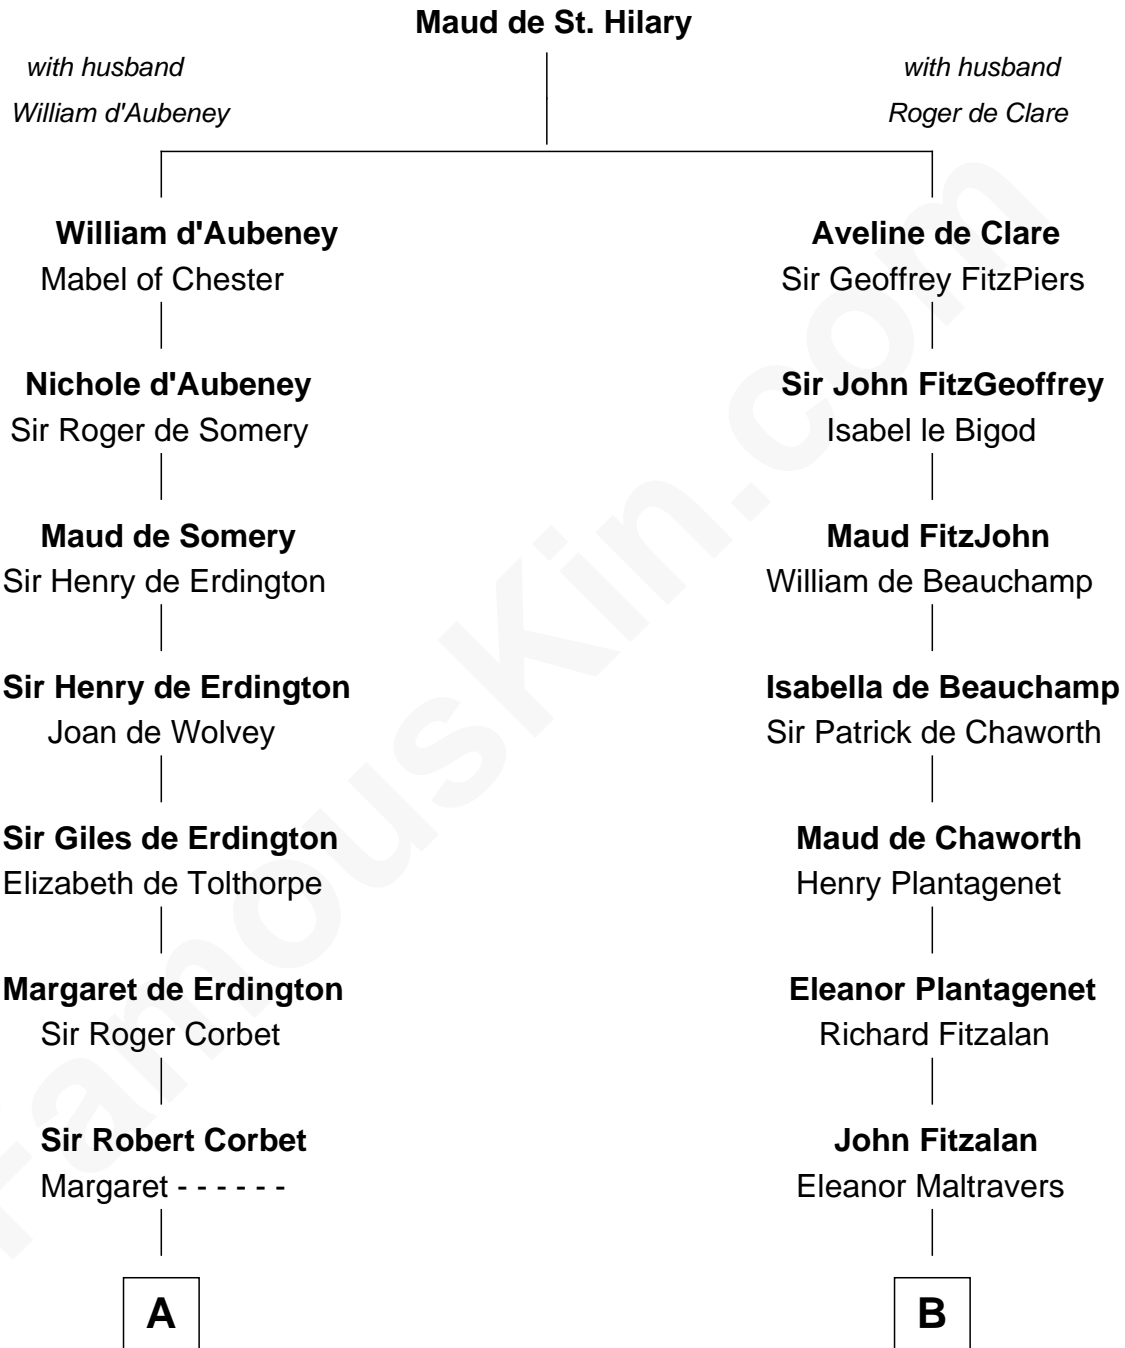 Maud de St. Hilary
with husband
William d'Aubeney
with husband
Roger de Clare
William d'Aubeney
Mabel of Chester
Nichole d'Aubeney
Sir Roger de Somery
Maud de Somery
Sir Henry de Erdington
Sir Henry de Erdington
Joan de Wolvey
Sir Giles de Erdington
Elizabeth de Tolthorpe
Margaret de Erdington
Sir Roger Corbet
Sir Robert Corbet
Margaret - - - - - -
A
Aveline de Clare
Sir Geoffrey FitzPiers
Sir John FitzGeoffrey
Isabel le Bigod
Maud FitzJohn
William de Beauchamp
Isabella de Beauchamp
Sir Patrick de Chaworth
Maud de Chaworth
Henry Plantagenet
Eleanor Plantagenet
Richard Fitzalan
John Fitzalan
Eleanor Maltravers
B
FamousKin.com